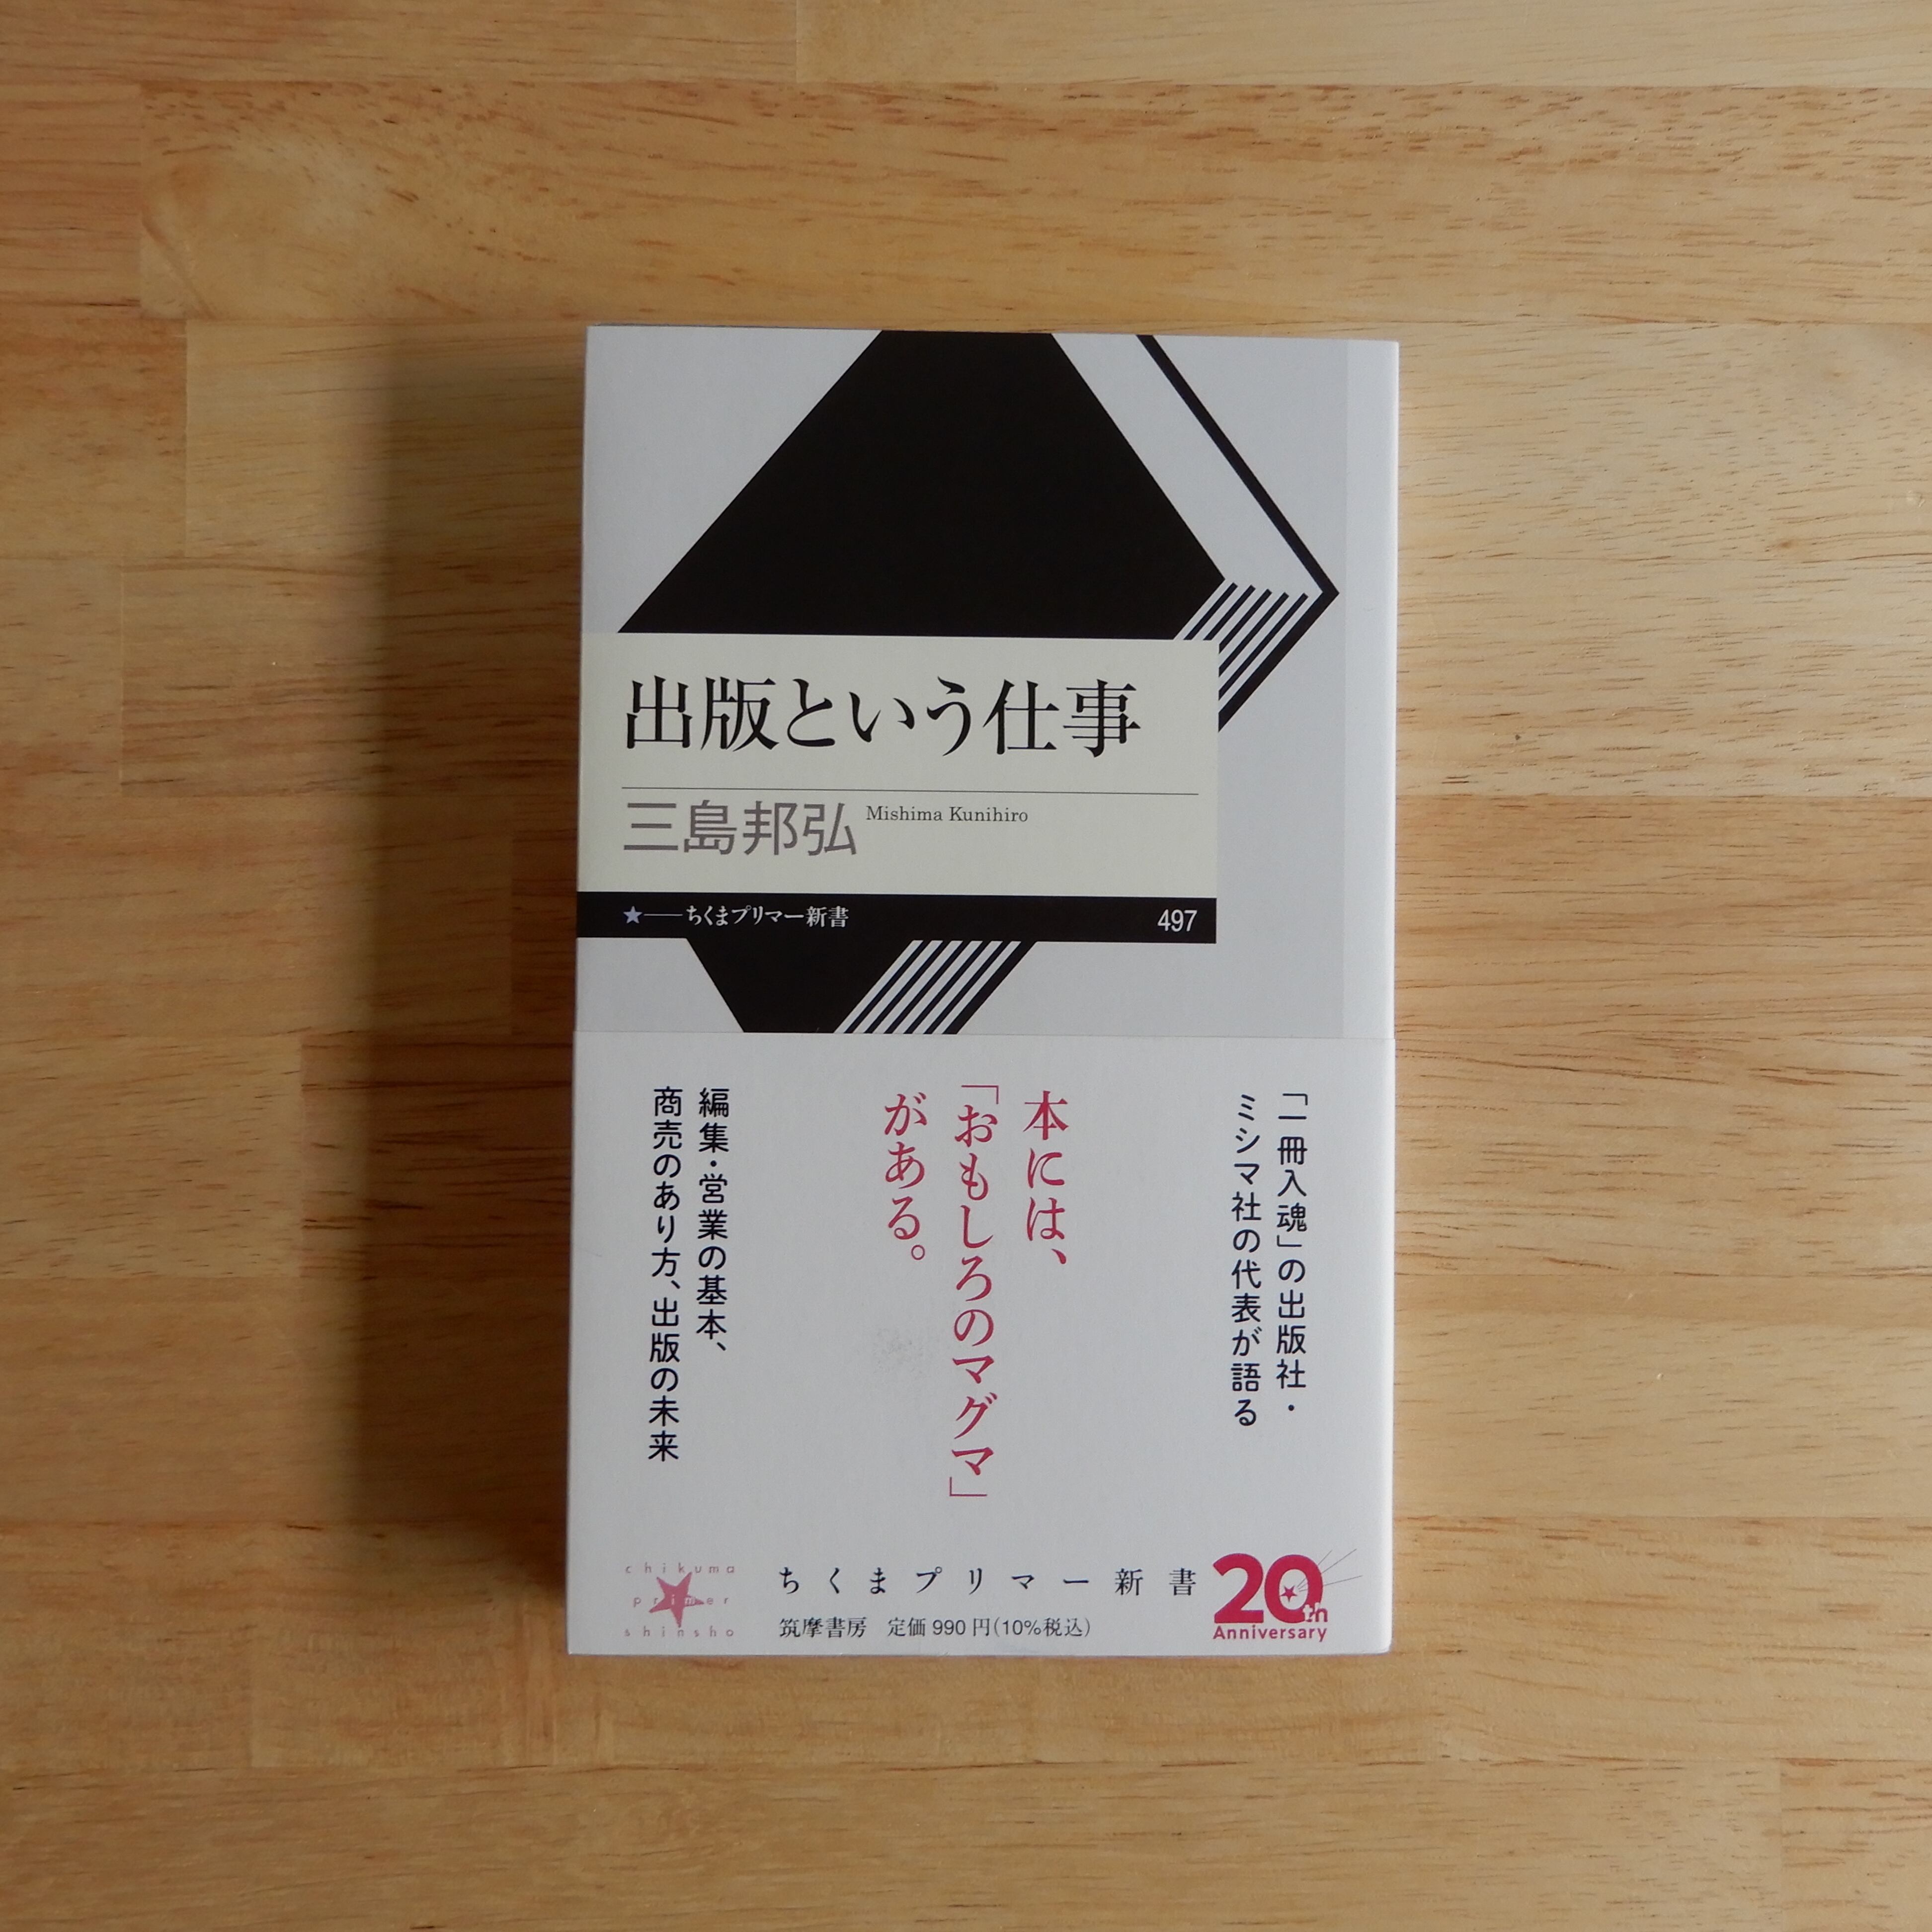 出版という仕事
三島邦弘 Mishima Kunihiro
★——ちくまプリマー新書 497
「一冊入魂」の出版社・
ミシマ社の代表が語る
本には、
「おもしろのマグマ」
がある。
編集・営業の基本、
商売のあり方、出版の未来
chikuma
primer
shinsho
ちくまプリマー新書
筑摩書房 定価990円(10%税込)
20th
Anniversary